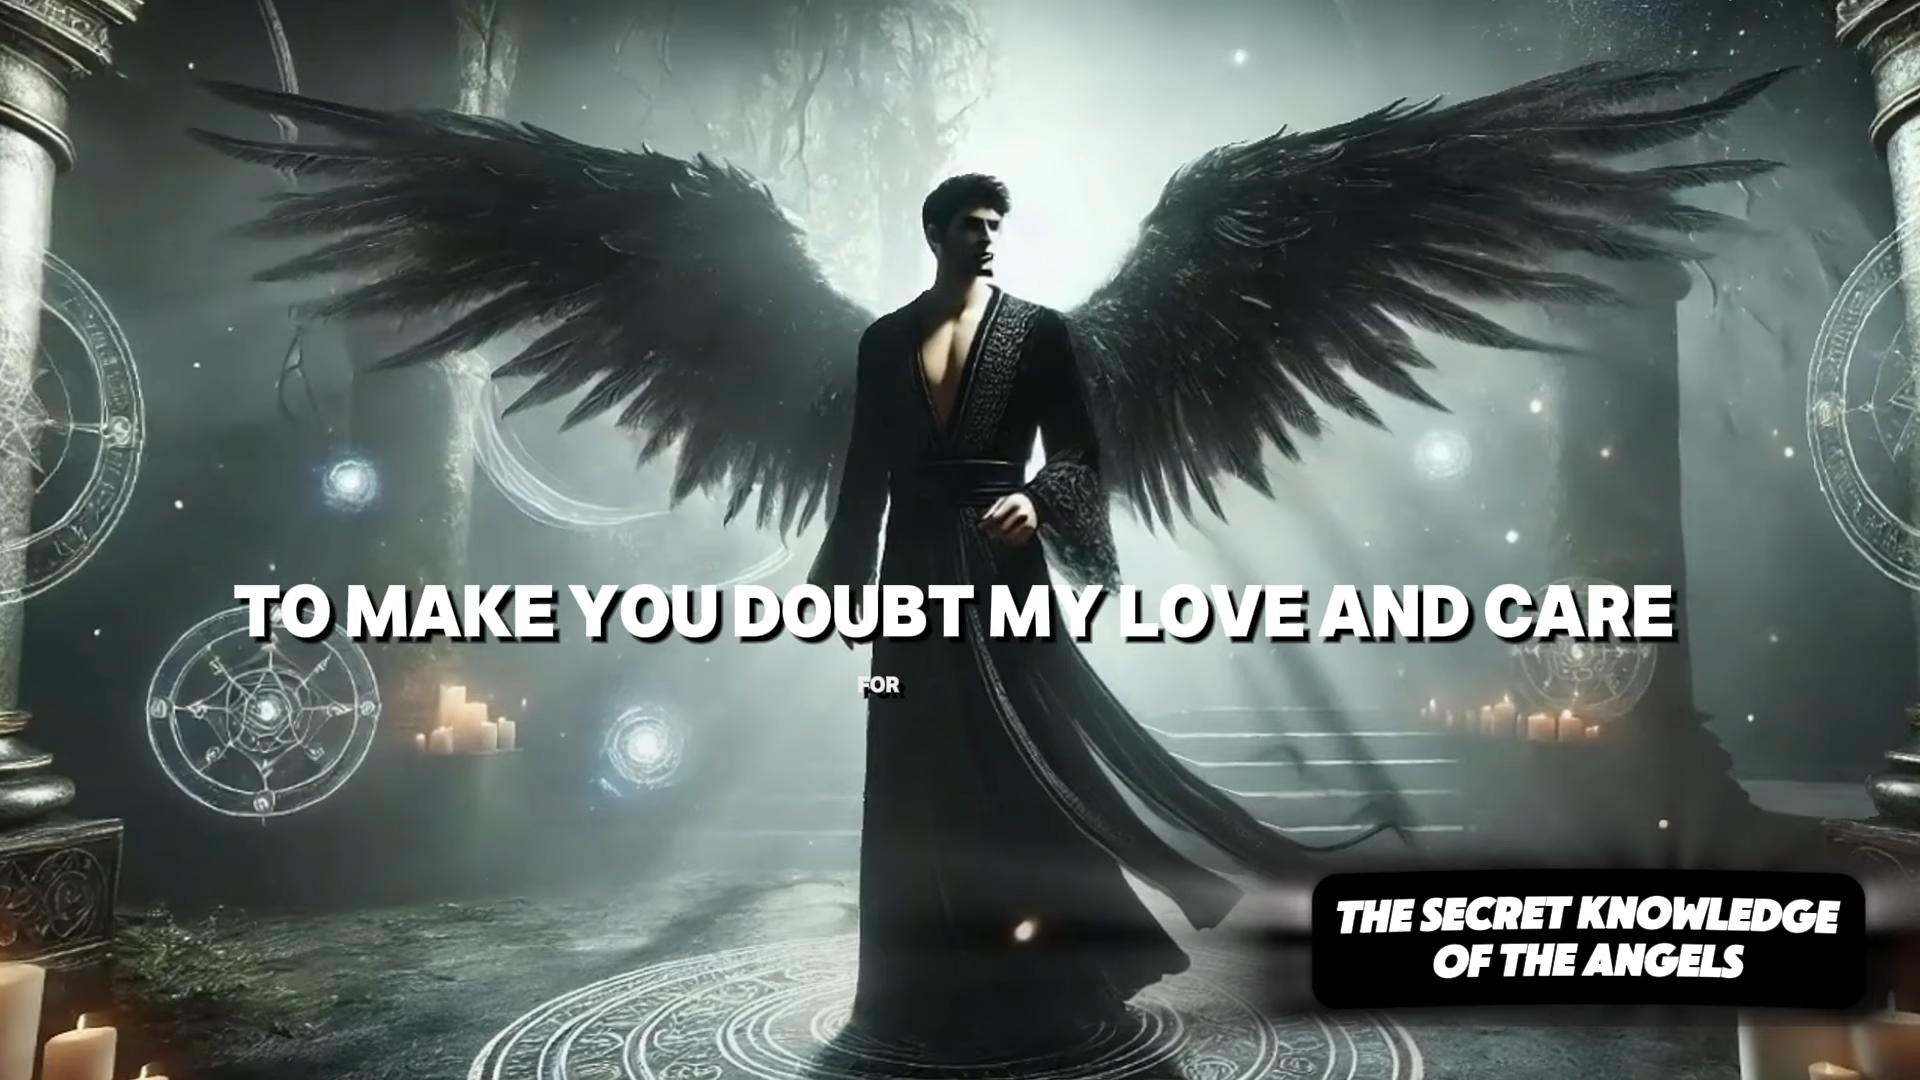 TO MAKE YOU DOUBT MY LOVE AND CARE
FOR
THE SECRET KNOWLEDGE
OF THE ANGELS